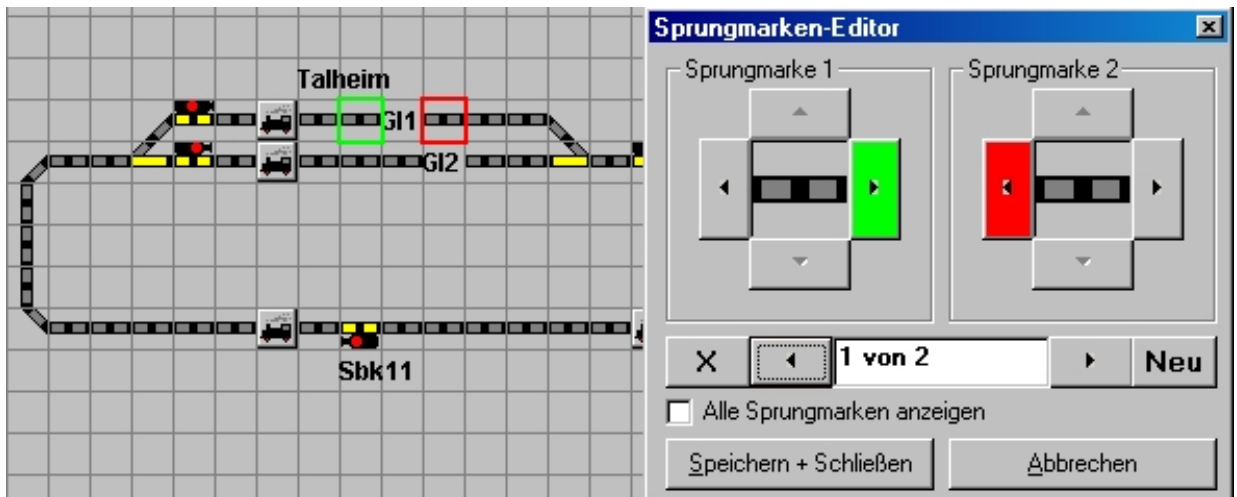 Talheim
Gl1
Gl2
Sbk11
Sprungmarken-Editor
Sprungmarke 1
Sprungmarke 2
X
1 von 2
Neu
Alle Sprungmarken anzeigen
Speichern + Schließen
Abbrechen